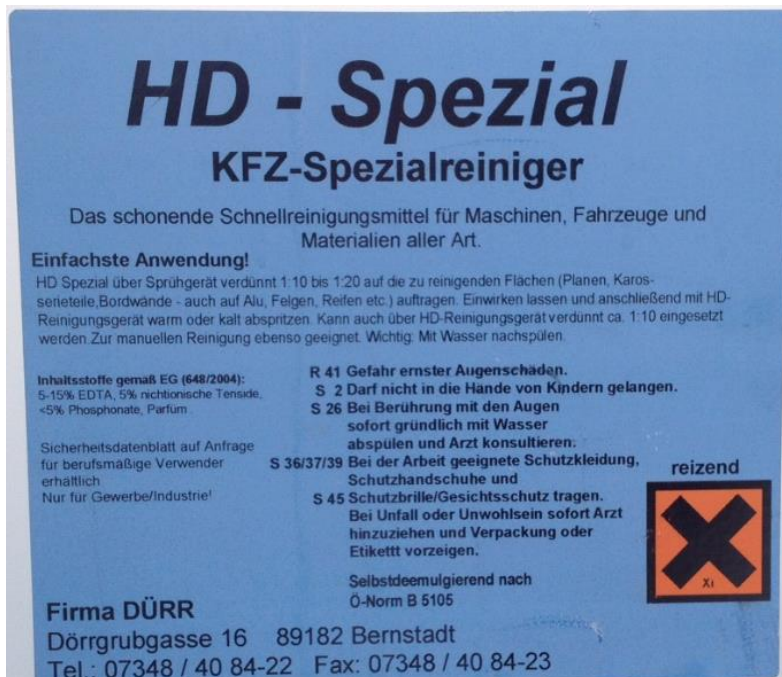 HD - Spezial
KFZ-Spezialreiniger
Das schonende Schnellreinigungsmittel für Maschinen, Fahrzeuge und
Materialien aller Art.
Einfachste Anwendung!
HD Spezial über Sprühgerät verdünnt 1:10 bis 1:20 auf die zu reinigenden Flächen (Planen, Karos-
serieteile,Bordwände - auch auf Alu, Felgen, Reifen etc.) auftragen. Einwirken lassen und anschließend mit HD-
Reinigungsgerät warm oder kalt abspritzen. Kann auch über HD-Reinigungsgerät verdünnt ca. 1:10 eingesetzt
werden.Zur manuellen Reinigung ebenso geeignet. Wichtig: Mit Wasser nachspülen.
Inhaltsstoffe gemäß EG (648/2004):
5-15% EDTA, 5% nichtionische Tenside,
<5% Phosphonate, Parfüm
Sicherheitsdatenblatt auf Anfrage
für berufsmäßige Verwender
erhältlich
Nur für Gewerbe/Industrie!
R 41 Gefahr ernster Augenschäden.
S 2 Darf nicht in die Hände von Kindern gelangen.
S 26 Bei Berührung mit den Augen
sofort gründlich mit Wasser
abspülen und Arzt konsultieren.
S 36/37/39 Bei der Arbeit geeignete Schutzkleidung,
Schutzhandschuhe und
S 45 Schutzbrille/Gesichtsschutz tragen.
Bei Unfall oder Unwohlsein sofort Arzt
hinzuziehen und Verpackung oder
Etikettt vorzeigen.
Selbstdeemulgierend nach
Ö-Norm B 5105
reizend
Xi
Firma DÜRR
Dörrgrubgasse 16 89182 Bernstadt
Tel.: 07348 / 40 84-22 Fax: 07348 / 40 84-23